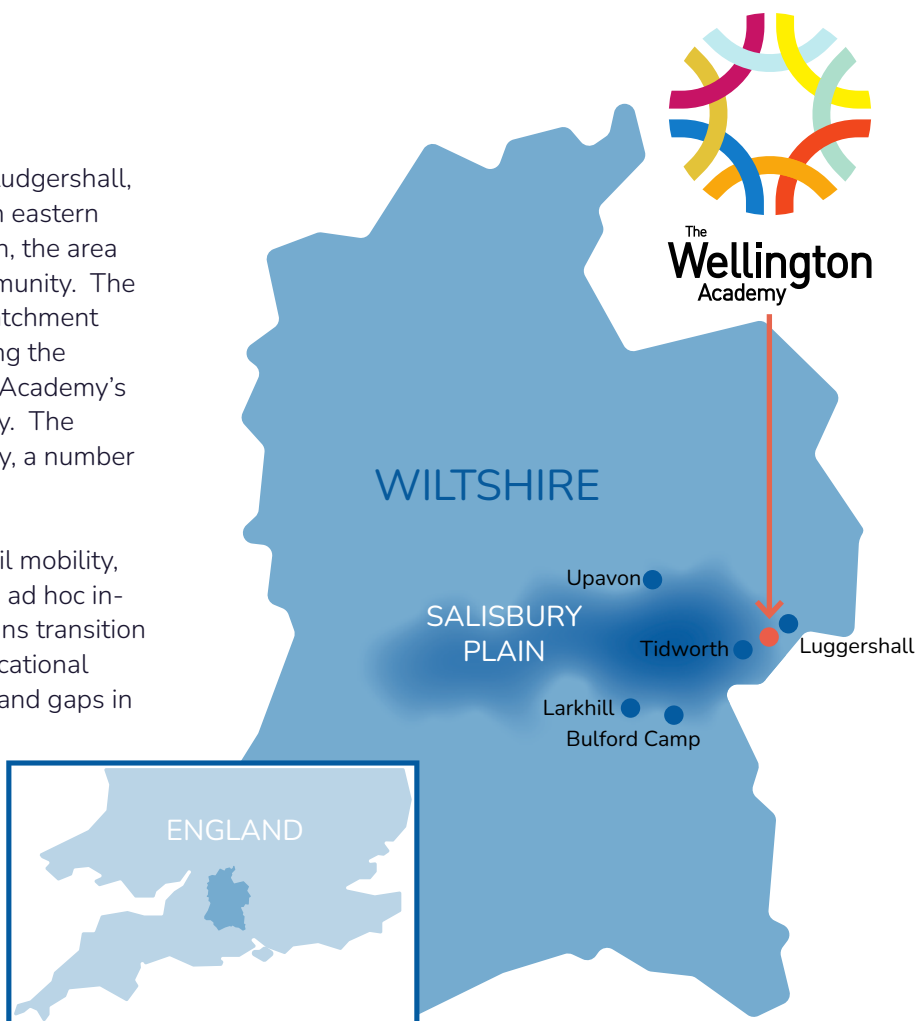 The
Wellington
Academy
udgershall,
eastern
n, the area
munity.  The
atchment
ng the
Academy’s
y.  The
y, a number
il mobility,
ad hoc in-
ns transition
cational
and gaps in
WILTSHIRE
Upavon
SALISBURY
PLAIN
Tidworth
Luggershall
Larkhill
Bulford Camp
ENGLAND